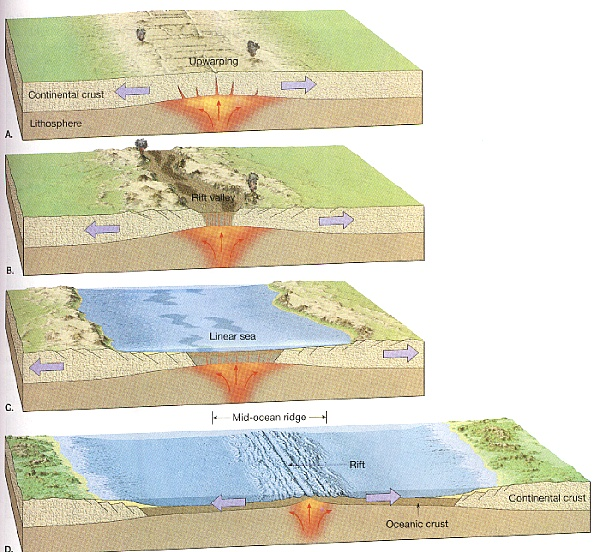 Upwarping
Continental crust
Lithosphere
A.
Rift valley
B.
Linear sea
C.
Mid-ocean ridge
Rift
Continental crust
Oceanic crust
D.